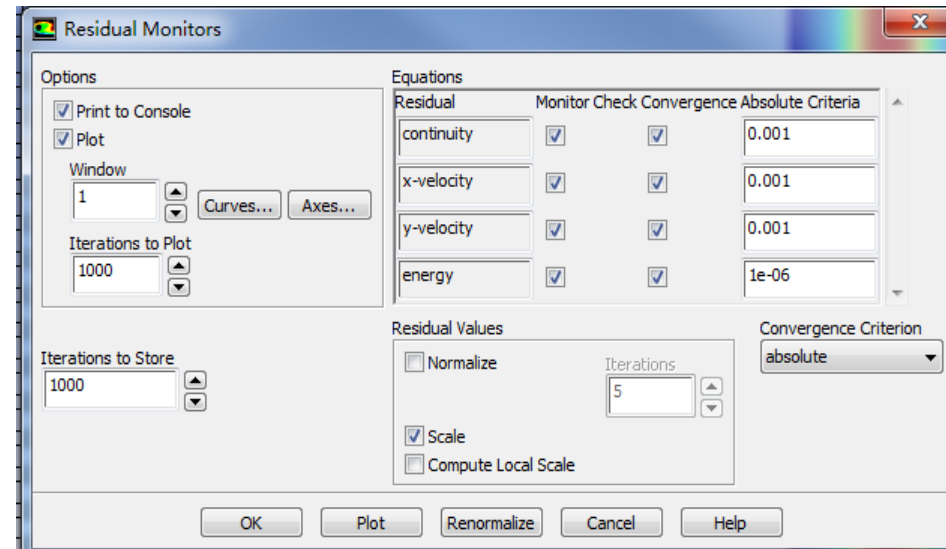 Residual Monitors
Options
Print to Console
Plot
Window
1
Curves... Axes...
Iterations to Plot
1000
Iterations to Store
1000
Equations
Residual Monitor Check Convergence Absolute Criteria
continuity 0.001
x-velocity 0.001
y-velocity 0.001
energy 1e-06
Residual Values
Normalize
Iterations
5
Scale
Compute Local Scale
Convergence Criterion
absolute
OK Plot Renormalize Cancel Help